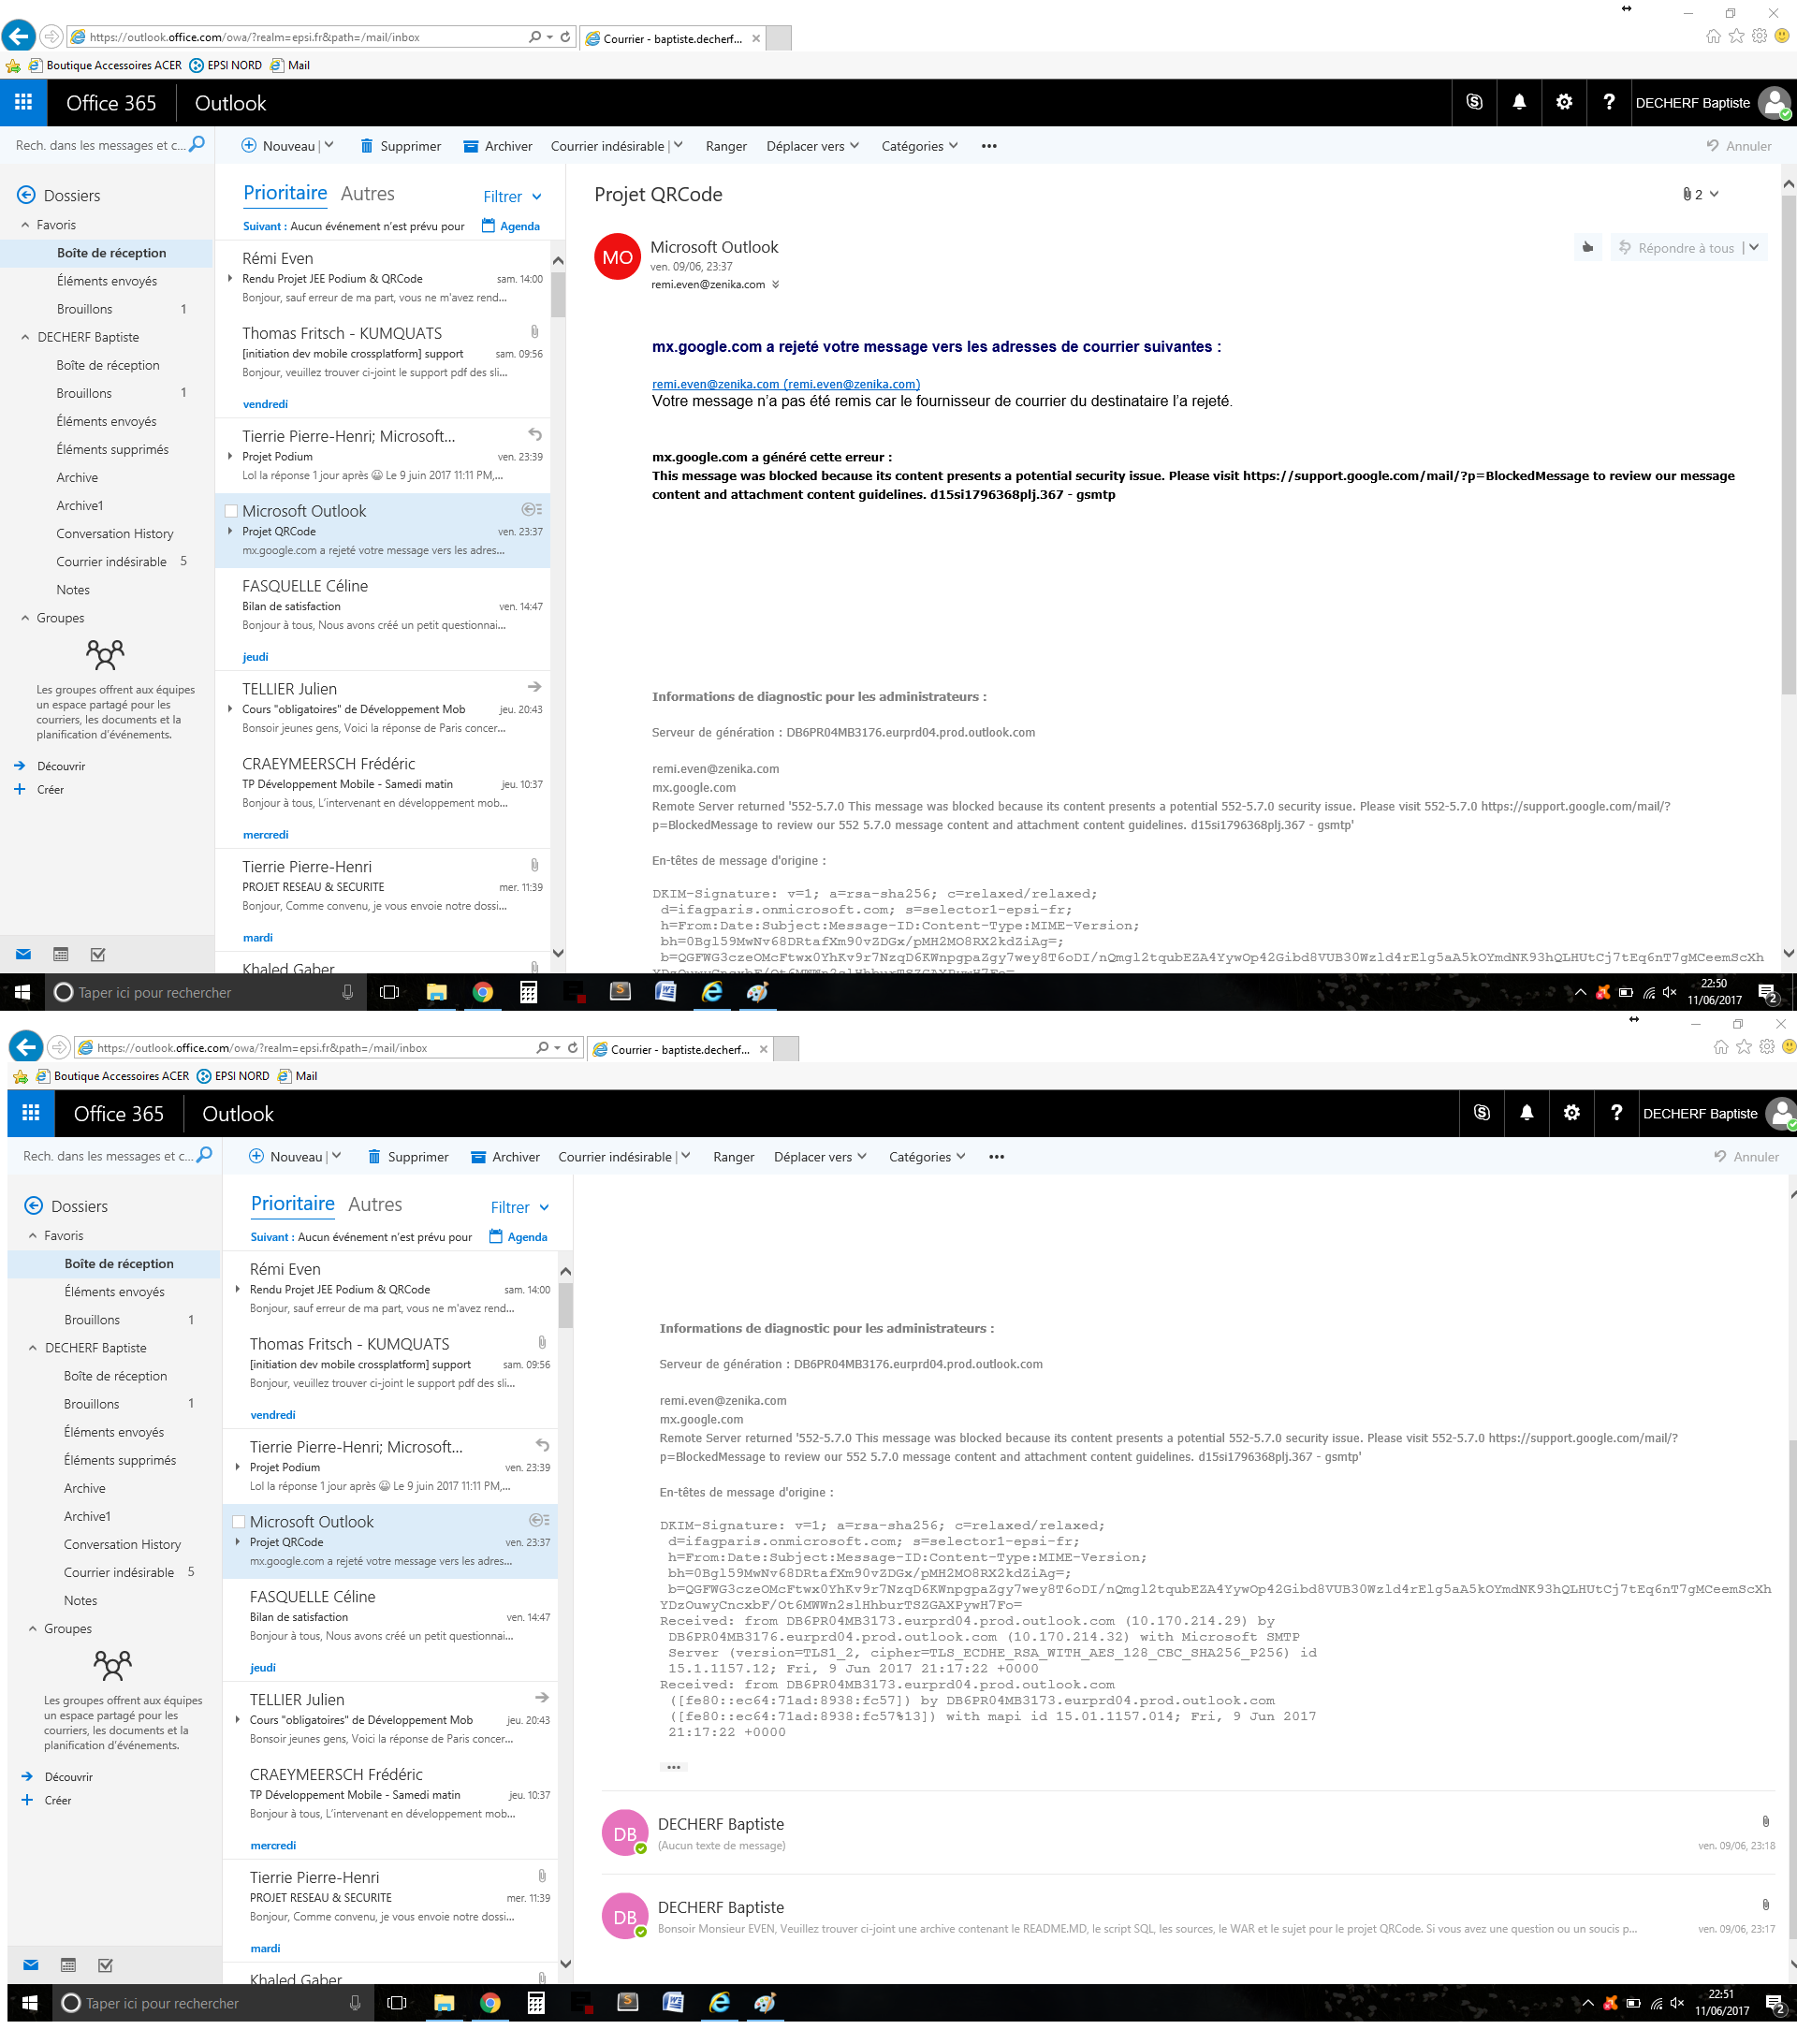 https://outlook.office.com/owa/?realm=epsi.fr&path=/mail/inbox
Courrier - baptiste.decherf...
Boutique Accessoires ACER
EPSI NORD
Mail
Office 365
Outlook
DECHERF Baptiste
Rech. dans les messages et c...
Nouveau
Supprimer
Archiver
Courrier indésirable
Ranger
Déplacer vers
Catégories
•••
Annuler
Dossiers
Favoris
Boîte de réception
Éléments envoyés
Brouillons 1
DECHERF Baptiste
Boîte de réception
Brouillons 1
Éléments envoyés
Éléments supprimés
Archive
Archive1
Conversation History
Courrier indésirable 5
Notes
Groupes
Les groupes offrent aux équipes
un espace partagé pour les
courriers, les documents et la
planification d'événements.
Découvrir
Créer
Prioritaire Autres Filtrer
Suivant : Aucun événement n'est prévu pour Agenda
Rémi Even
Rendu Projet JEE Podium & QRCode sam. 14:00
Bonjour, sauf erreur de ma part, vous ne m'avez rend...
Thomas Fritsch - KUMQUATS
[initiation dev mobile crossplatform] support sam. 09:56
Bonjour, veuillez trouver ci-joint le support pdf des sli...
vendredi
Tierrie Pierre-Henri; Microsoft...
Projet Podium ven. 23:39
Lol la réponse 1 jour après 😀 Le 9 juin 2017 11:11 PM,...
Microsoft Outlook
Projet QRCode ven. 23:37
mx.google.com a rejeté votre message vers les adres...
FASQUELLE Céline
Bilan de satisfaction ven. 14:47
Bonjour à tous, Nous avons créé un petit questionnai...
jeudi
TELLIER Julien
Cours "obligatoires" de Développement Mob jeu. 20:43
Bonsoir jeunes gens, Voici la réponse de Paris concer...
CRAEYMEERSCH Frédéric
TP Développement Mobile - Samedi matin jeu. 10:37
Bonjour à tous, L'intervenant en développement mob...
mercredi
Tierrie Pierre-Henri
PROJET RESEAU & SECURITE mer. 11:39
Bonjour, Comme convenu, je vous envoie notre dossi...
mardi
Khaled Gaber
Projet QRCode
2
MO
Microsoft Outlook
ven. 09/06, 23:37
remi.even@zenika.com
Répondre à tous
mx.google.com a rejeté votre message vers les adresses de courrier suivantes :
remi.even@zenika.com (remi.even@zenika.com)
Votre message n'a pas été remis car le fournisseur de courrier du destinataire l'a rejeté.
mx.google.com a généré cette erreur :
This message was blocked because its content presents a potential security issue. Please visit https://support.google.com/mail/?p=BlockedMessage to review our message
content and attachment content guidelines. d15si1796368plj.367 - gsmtp
Informations de diagnostic pour les administrateurs :
Serveur de génération : DB6PR04MB3176.eurprd04.prod.outlook.com
remi.even@zenika.com
mx.google.com
Remote Server returned '552-5.7.0 This message was blocked because its content presents a potential 552-5.7.0 security issue. Please visit 552-5.7.0 https://support.google.com/mail/?
p=BlockedMessage to review our 552 5.7.0 message content and attachment content guidelines. d15si1796368plj.367 - gsmtp'
En-têtes de message d'origine :
DKIM-Signature: v=1; a=rsa-sha256; c=relaxed/relaxed;
d=ifagparis.onmicrosoft.com; s=selector1-epsi-fr;
h=From:Date:Subject:Message-ID:Content-Type:MIME-Version;
bh=0Bgl59MwNv68DRtafXm90vZDGx/pMH2MO8RX2kdZiAg=;
b=QGFWG3czeOMcFtwx0YhKv9r7NzqD6KWnpgpaZgy7wey8T6oDI/nQmgl2tqubEZA4YywOp42Gibd8VUB30Wzld4rElg5aA5kOYmdNK93hQLHUtCj7tEq6nT7gMCeemScXh
YDzOuwyCncxbF/Ot6MWWn2slHhburTSZGAXPywH7Fo=
Taper ici pour rechercher
22:50
11/06/2017
2
https://outlook.office.com/owa/?realm=epsi.fr&path=/mail/inbox
Courrier - baptiste.decherf...
Boutique Accessoires ACER
EPSI NORD
Mail
Office 365
Outlook
DECHERF Baptiste
Rech. dans les messages et c...
Nouveau
Supprimer
Archiver
Courrier indésirable
Ranger
Déplacer vers
Catégories
•••
Annuler
Dossiers
Favoris
Boîte de réception
Éléments envoyés
Brouillons 1
DECHERF Baptiste
Boîte de réception
Brouillons 1
Éléments envoyés
Éléments supprimés
Archive
Archive1
Conversation History
Courrier indésirable 5
Notes
Groupes
Les groupes offrent aux équipes
un espace partagé pour les
courriers, les documents et la
planification d'événements.
Découvrir
Créer
Prioritaire Autres Filtrer
Suivant : Aucun événement n'est prévu pour Agenda
Rémi Even
Rendu Projet JEE Podium & QRCode sam. 14:00
Bonjour, sauf erreur de ma part, vous ne m'avez rend...
Thomas Fritsch - KUMQUATS
[initiation dev mobile crossplatform] support sam. 09:56
Bonjour, veuillez trouver ci-joint le support pdf des sli...
vendredi
Tierrie Pierre-Henri; Microsoft...
Projet Podium ven. 23:39
Lol la réponse 1 jour après 😀 Le 9 juin 2017 11:11 PM,...
Microsoft Outlook
Projet QRCode ven. 23:37
mx.google.com a rejeté votre message vers les adres...
FASQUELLE Céline
Bilan de satisfaction ven. 14:47
Bonjour à tous, Nous avons créé un petit questionnai...
jeudi
TELLIER Julien
Cours "obligatoires" de Développement Mob jeu. 20:43
Bonsoir jeunes gens, Voici la réponse de Paris concer...
CRAEYMEERSCH Frédéric
TP Développement Mobile - Samedi matin jeu. 10:37
Bonjour à tous, L'intervenant en développement mob...
mercredi
Tierrie Pierre-Henri
PROJET RESEAU & SECURITE mer. 11:39
Bonjour, Comme convenu, je vous envoie notre dossi...
mardi
Khaled Gaber
Informations de diagnostic pour les administrateurs :
Serveur de génération : DB6PR04MB3176.eurprd04.prod.outlook.com
remi.even@zenika.com
mx.google.com
Remote Server returned '552-5.7.0 This message was blocked because its content presents a potential 552-5.7.0 security issue. Please visit 552-5.7.0 https://support.google.com/mail/?
p=BlockedMessage to review our 552 5.7.0 message content and attachment content guidelines. d15si1796368plj.367 - gsmtp'
En-têtes de message d'origine :
DKIM-Signature: v=1; a=rsa-sha256; c=relaxed/relaxed;
d=ifagparis.onmicrosoft.com; s=selector1-epsi-fr;
h=From:Date:Subject:Message-ID:Content-Type:MIME-Version;
bh=0Bgl59MwNv68DRtafXm90vZDGx/pMH2MO8RX2kdZiAg=;
b=QGFWG3czeOMcFtwx0YhKv9r7NzqD6KWnpgpaZgy7wey8T6oDI/nQmgl2tqubEZA4YywOp42Gibd8VUB30Wzld4rElg5aA5kOYmdNK93hQLHUtCj7tEq6nT7gMCeemScXh
YDzOuwyCncxbF/Ot6MWWn2slHhburTSZGAXPywH7Fo=
Received: from DB6PR04MB3173.eurprd04.prod.outlook.com (10.170.214.29) by
DB6PR04MB3176.eurprd04.prod.outlook.com (10.170.214.32) with Microsoft SMTP
Server (version=TLS1_2, cipher=TLS_ECDHE_RSA_WITH_AES_128_CBC_SHA256_P256) id
15.1.1157.12; Fri, 9 Jun 2017 21:17:22 +0000
Received: from DB6PR04MB3173.eurprd04.prod.outlook.com
([fe80::ec64:71ad:8938:fc57]) by DB6PR04MB3173.eurprd04.prod.outlook.com
([fe80::ec64:71ad:8938:fc57%13]) with mapi id 15.01.1157.014; Fri, 9 Jun 2017
21:17:22 +0000
•••
DB
DECHERF Baptiste
(Aucun texte de message) ven. 09/06, 23:18
DB
DECHERF Baptiste
Bonsoir Monsieur EVEN, Veuillez trouver ci-joint une archive contenant le README.MD, le script SQL, les sources, le WAR et le sujet pour le projet QRCode. Si vous avez une question ou un soucis p... ven. 09/06, 23:17
Taper ici pour rechercher
22:51
11/06/2017
2